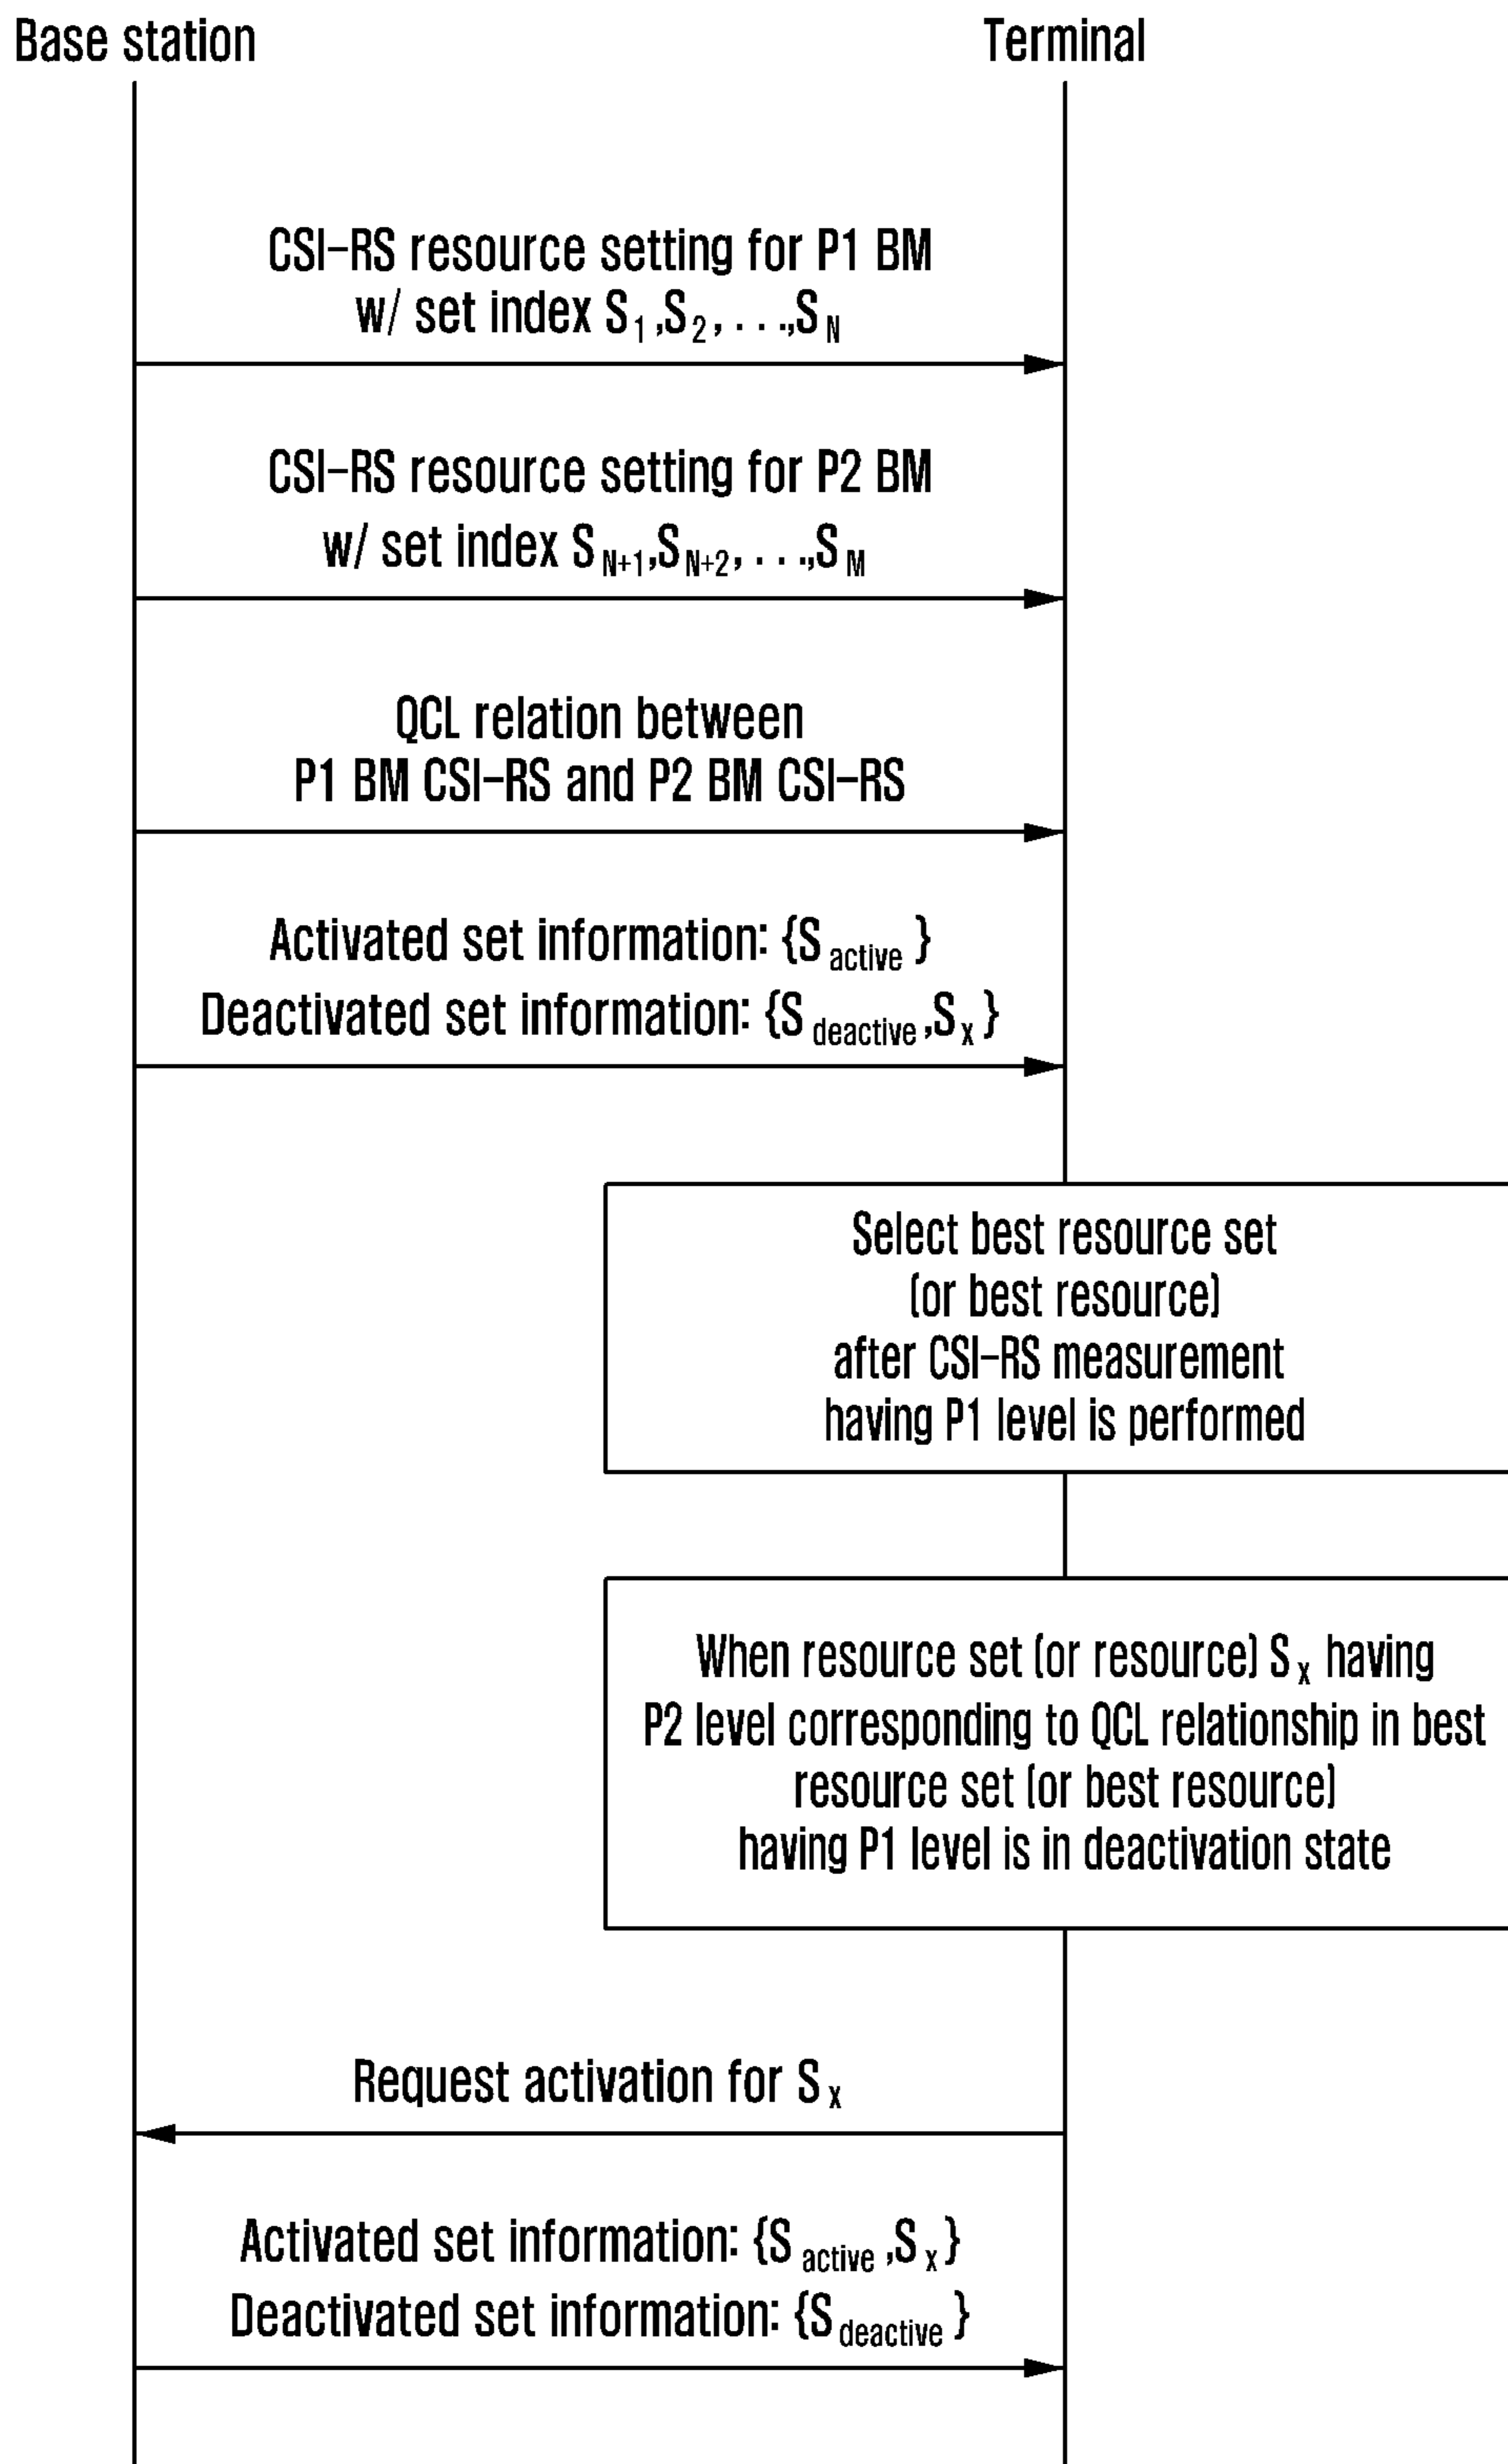 Base station
Terminal
CSI-RS resource setting for P1 BM
w/ set index S1,S2, . . .,SN
CSI-RS resource setting for P2 BM
w/ set index SN+1,SN+2, . . .,SM
QCL relation between
P1 BM CSI-RS and P2 BM CSI-RS
Activated set information: {Sactive}
Deactivated set information: {Sdeactive,Sx}
Select best resource set
(or best resource)
after CSI-RS measurement
having P1 level is performed
When resource set (or resource) Sx having
P2 level corresponding to QCL relationship in best
resource set (or best resource)
having P1 level is in deactivation state
Request activation for Sx
Activated set information: {Sactive,Sx}
Deactivated set information: {Sdeactive}